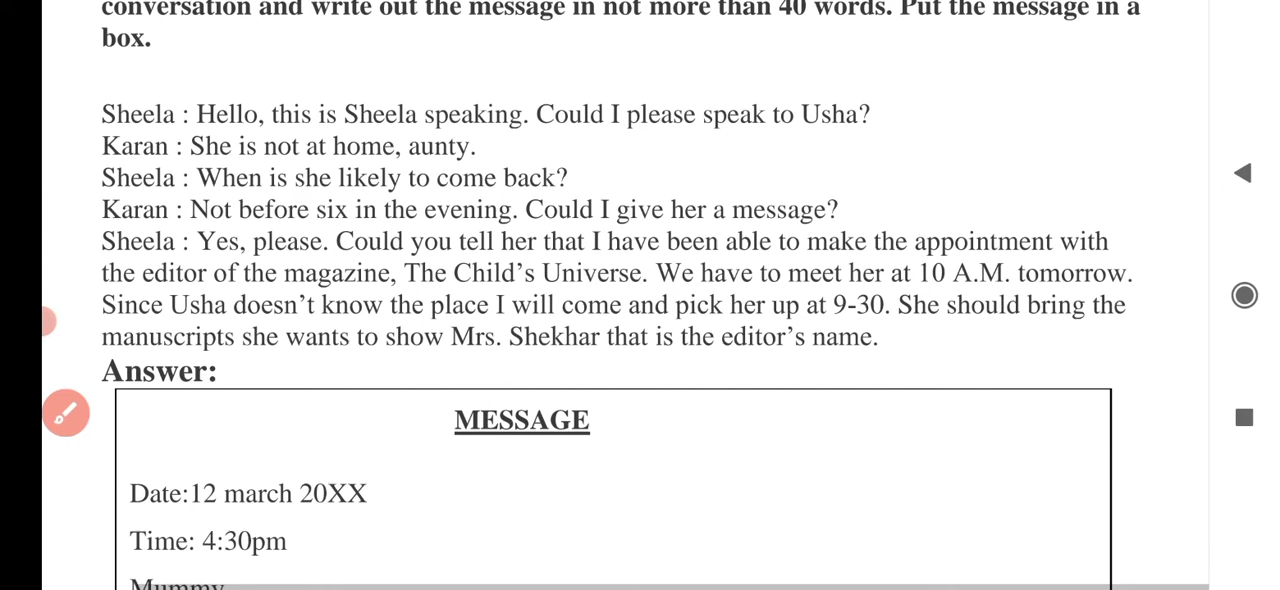 conversation and write out the message in not more than 40 words. Put the message in a
box.
Sheela : Hello, this is Sheela speaking. Could I please speak to Usha?
Karan : She is not at home, aunty.
Sheela : When is she likely to come back?
Karan : Not before six in the evening. Could I give her a message?
Sheela : Yes, please. Could you tell her that I have been able to make the appointment with
the editor of the magazine, The Child’s Universe. We have to meet her at 10 A.M. tomorrow.
Since Usha doesn’t know the place I will come and pick her up at 9-30. She should bring the
manuscripts she wants to show Mrs. Shekhar that is the editor’s name.
Answer:
MESSAGE
Date:12 march 20XX
Time: 4:30pm
Mummy